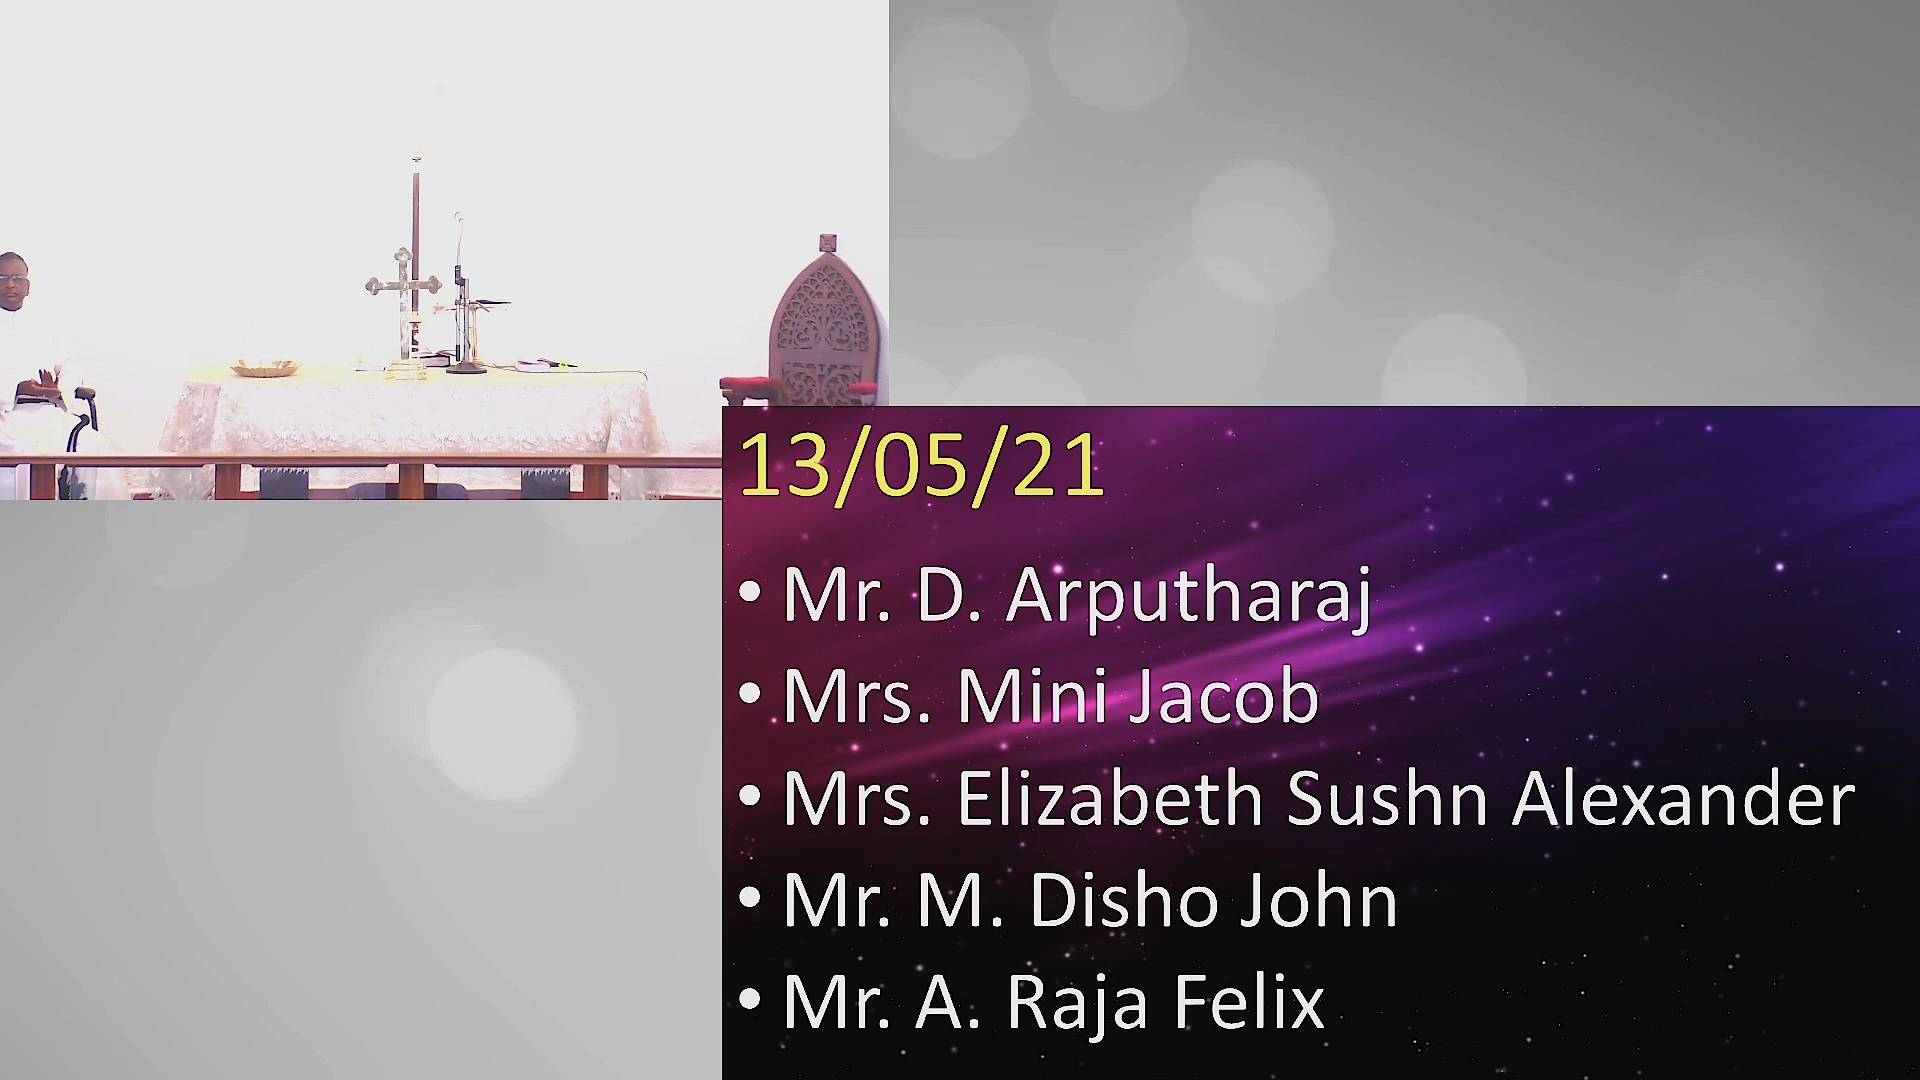 13/05/21
• Mr. D. Arputharaj
• Mrs. Mini Jacob
• Mrs. Elizabeth Sushn Alexander
• Mr. M. Disho John
• Mr. A. Raja Felix